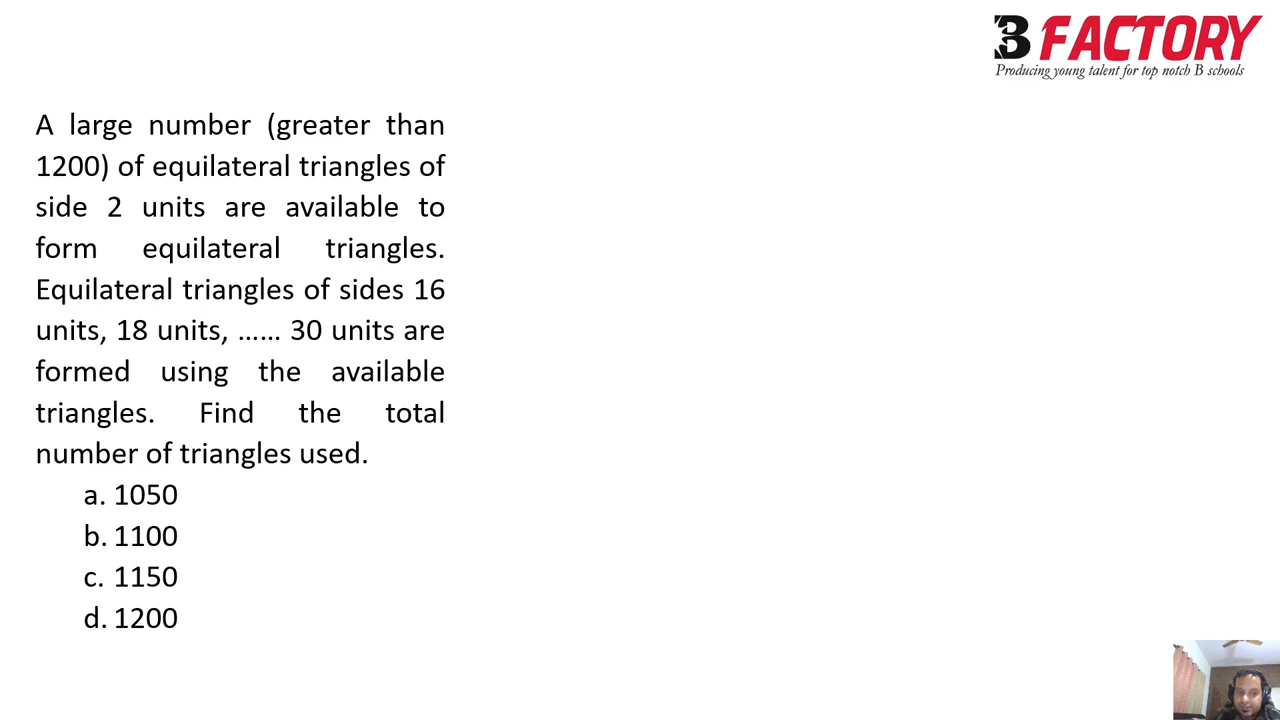 B FACTORY
Producing young talent for top notch B schools
A large number (greater than
1200) of equilateral triangles of
side 2 units are available to
form equilateral triangles.
Equilateral triangles of sides 16
units, 18 units, …… 30 units are
formed using the available
triangles. Find the total
number of triangles used.
a. 1050
b. 1100
c. 1150
d. 1200